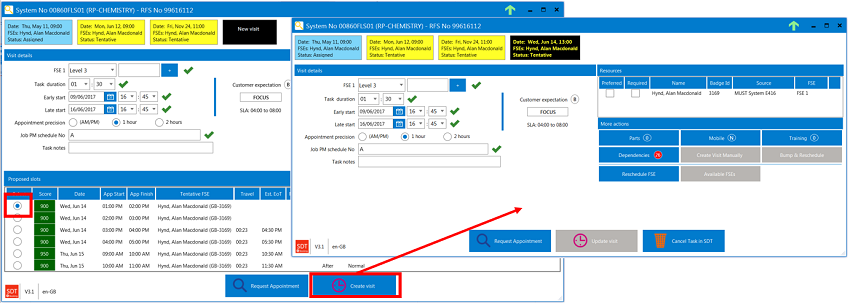 System No 00860FLS01 (RP-CHEMISTRY) - RFS No 99616112
Date: Thu, May 11, 09:00
FSEs: Hynd, Alan Macdonald
Status: Assigned
Date: Mon, Jun 12, 09:00
FSEs: Hynd, Alan Macdonald
Status: Tentative
Date: Fri, Nov 24, 11:00
FSEs: Hynd, Alan Macdonald
Status: Tentative
New visit
Visit details
FSE 1 Level 3 +
Task duration 01 : 30
Early start 09/06/2017 16 : 45
Late start 16/06/2017 16 : 45
Appointment precision (AM/PM) 1 hour 2 hours
Job PM schedule No A
Task notes
Customer expectation 8
FOCUS
SLA: 04:00 to 08:00
Proposed slots
Score Date App Start App Finish Tentative FSE Travel Est. EoT
900 Wed, Jun 14 01:00 PM 02:00 PM Hynd, Alan Macdonald (GB-3169)
900 Wed, Jun 14 02:00 PM 03:00 PM Hynd, Alan Macdonald (GB-3169)
900 Wed, Jun 14 03:00 PM 04:00 PM Hynd, Alan Macdonald (GB-3169) 00:23 04:30 PM
900 Wed, Jun 14 04:00 PM 05:00 PM Hynd, Alan Macdonald (GB-3169) 00:23 05:30 PM
950 Thu, Jun 15 09:00 AM 10:00 AM Hynd, Alan Macdonald (GB-3169) 00:23 10:30 AM
900 Thu, Jun 15 10:00 AM 11:00 AM Hynd, Alan Macdonald (GB-3169) 00:23 11:30 AM After Normal
SDT V3.1 en-GB
Request Appointment
Create visit
System No 00860FLS01 (RP-CHEMISTRY) - RFS No 99616112
Date: Thu, May 11, 09:00
FSEs: Hynd, Alan Macdonald
Status: Assigned
Date: Mon, Jun 12, 09:00
FSEs: Hynd, Alan Macdonald
Status: Tentative
Date: Fri, Nov 24, 11:00
FSEs: Hynd, Alan Macdonald
Status: Tentative
Date: Wed, Jun 14, 13:00
FSEs: Hynd, Alan Macdonald
Status: Tentative
Visit details
FSE 1 Level 3 +
Task duration 01 : 30
Early start 09/06/2017 16 : 45
Late start 16/06/2017 16 : 45
Appointment precision (AM/PM) 1 hour 2 hours
Job PM schedule No A
Task notes
Customer expectation 8
FOCUS
SLA: 04:00 to 08:00
Resources
Preferred Required Name Badge Id Source FSE
Hynd, Alan Macdonald 3169 MUST System E416 FSE 1
More actions
Parts 0 Mobile N Training 0
Dependencies Create Visit Manually Bump & Reschedule
Reschedule FSE Available FSEs
SDT V3.1 en-GB
Request Appointment
Update visit
Cancel Task in SDT